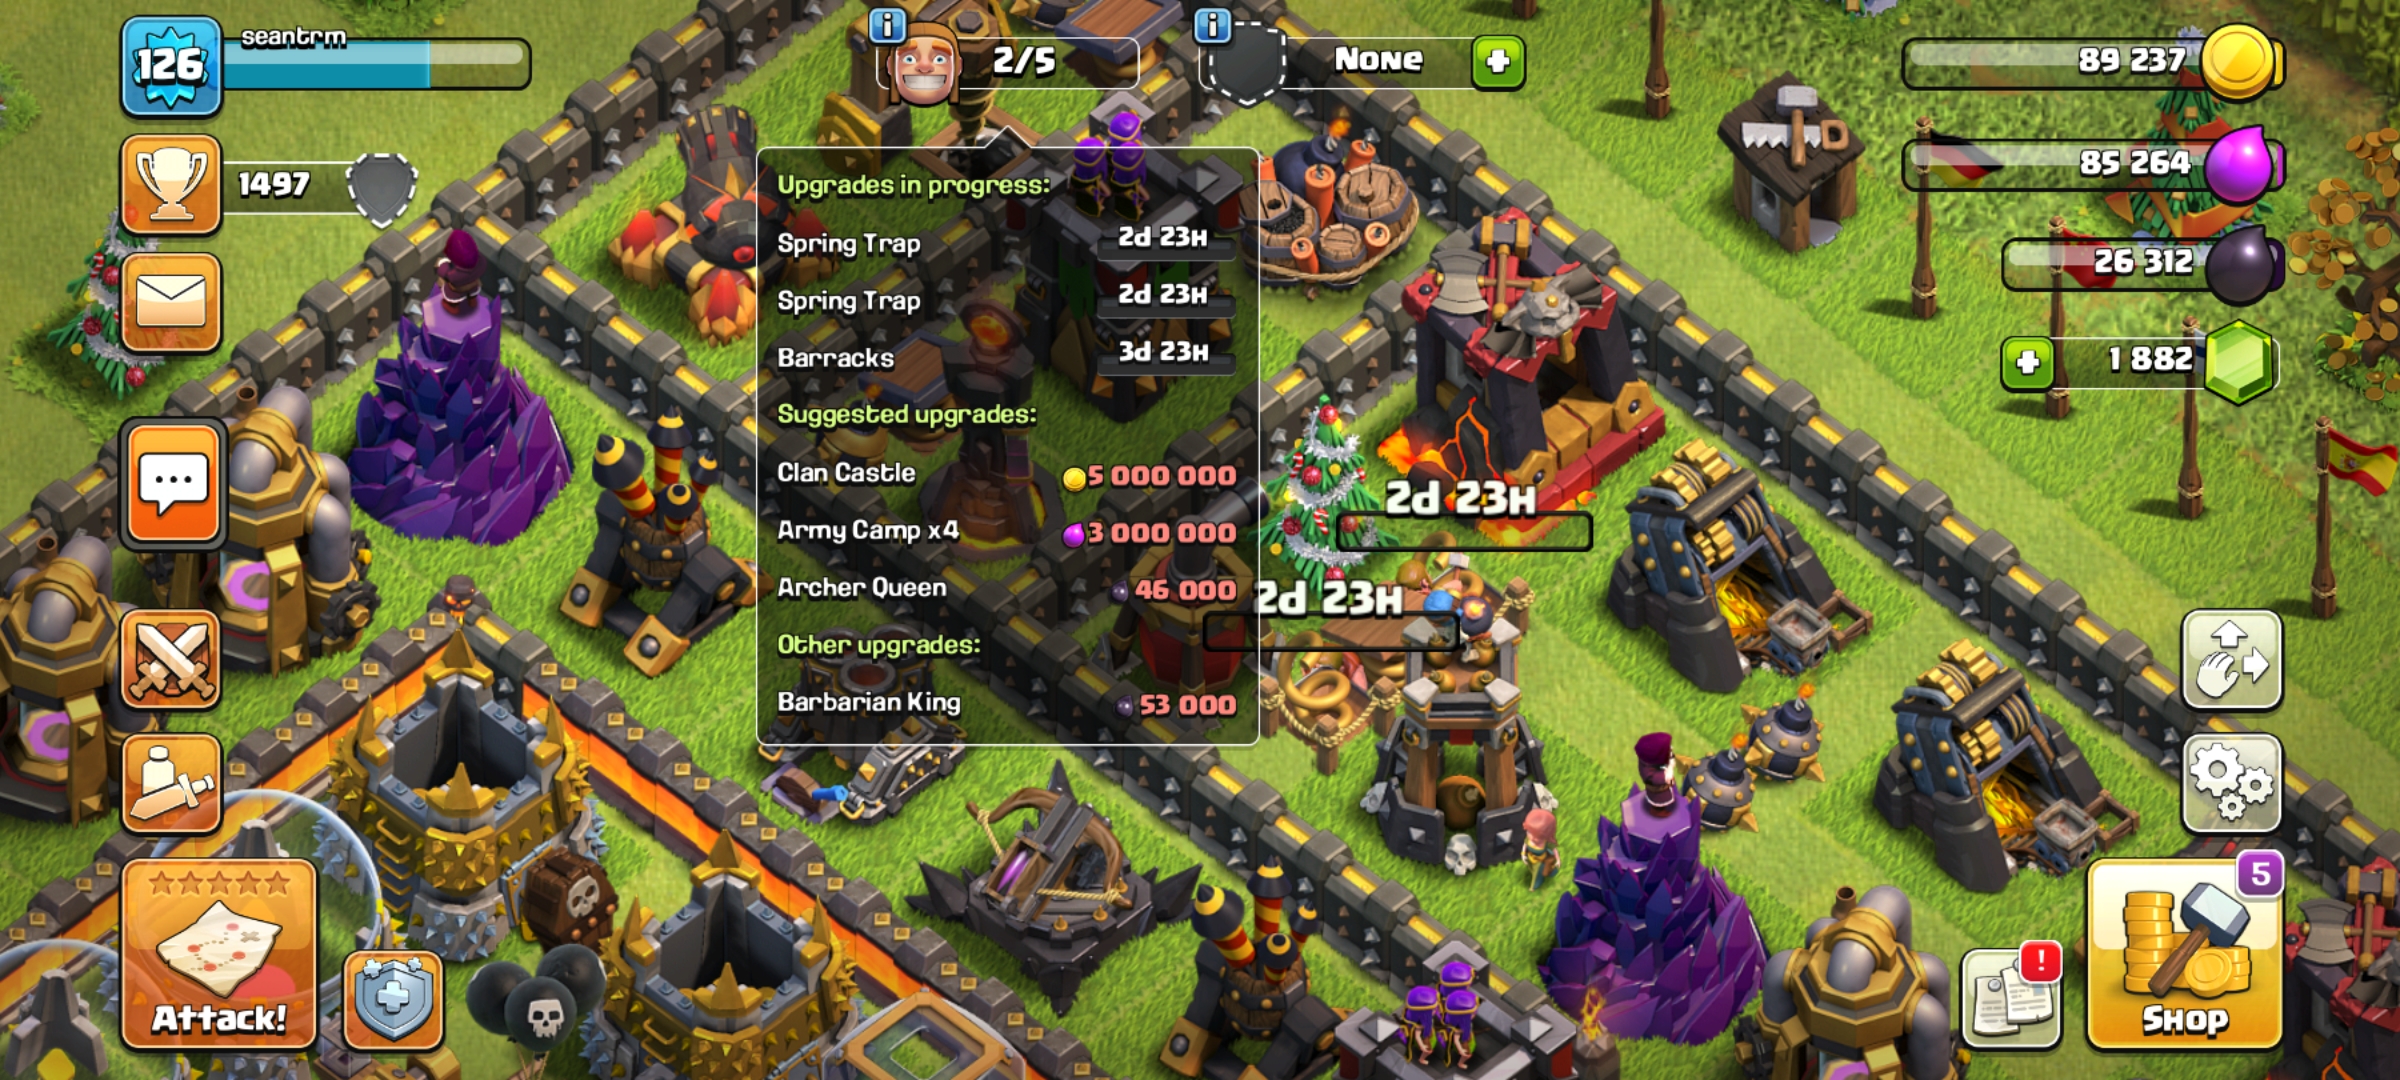 126
seantrm
i
2/5
i
None
89 237
1497
85 264
26 312
1 882
Upgrades in progress:
Spring Trap 2d 23H
Spring Trap 2d 23H
Barracks 3d 23H
Suggested upgrades:
Clan Castle 5 000 000
Army Camp x4 3 000 000
Archer Queen 46 000
Other upgrades:
Barbarian King 53 000
2d 23H
2d 23H
Attack!
!
5
Shop